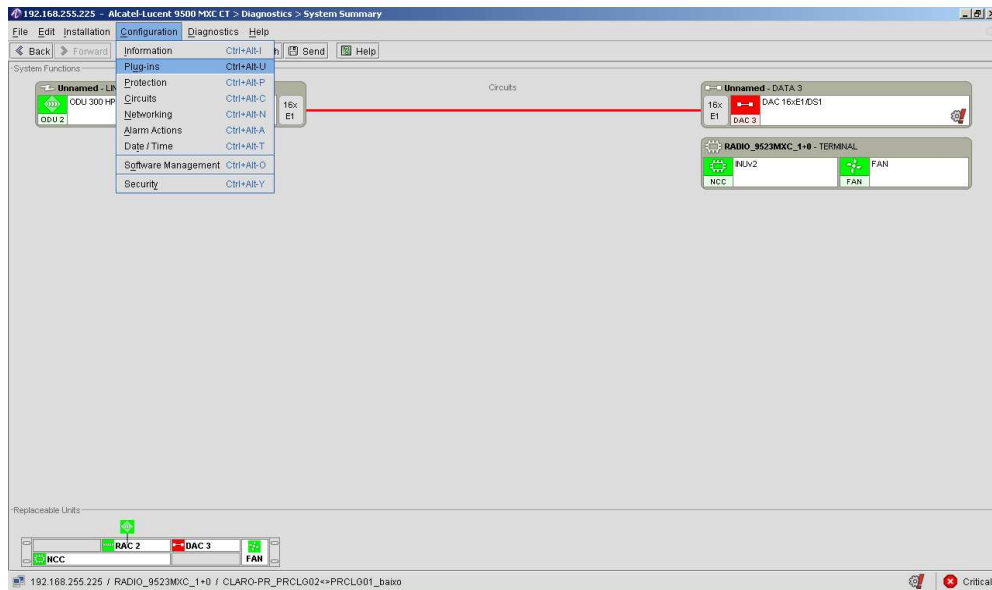 192.168.255.225 - Alcatel-Lucent 9500 MXC CT > Diagnostics > System Summary
File Edit Installation Configuration Diagnostics Help
Back Forward h Send Help
Information Ctrl+Alt-I
Plug-ins Ctrl+Alt-U
Protection Ctrl+Alt-P
Circuits Ctrl+Alt-C
Networking Ctrl+Alt-N
Alarm Actions Ctrl+Alt-A
Date / Time Ctrl+Alt-T
Software Management Ctrl+Alt-O
Security Ctrl+Alt-Y
System Functions
Circuits
Unnamed - LIN
ODU 300 HP
ODU 2
16x
E1
Unnamed - DATA 3
16x
E1
DAC 16xE1/DS1
DAC 3
RADIO_9523MXC_1+0 - TERMINAL
INUv2
FAN
NCC
FAN
Replaceable Units
RAC 2
DAC 3
NCC
FAN
192.168.255.225 / RADIO_9523MXC_1+0 / CLARO-PR_PRCLG02<>PRCLG01_baixo
Critical